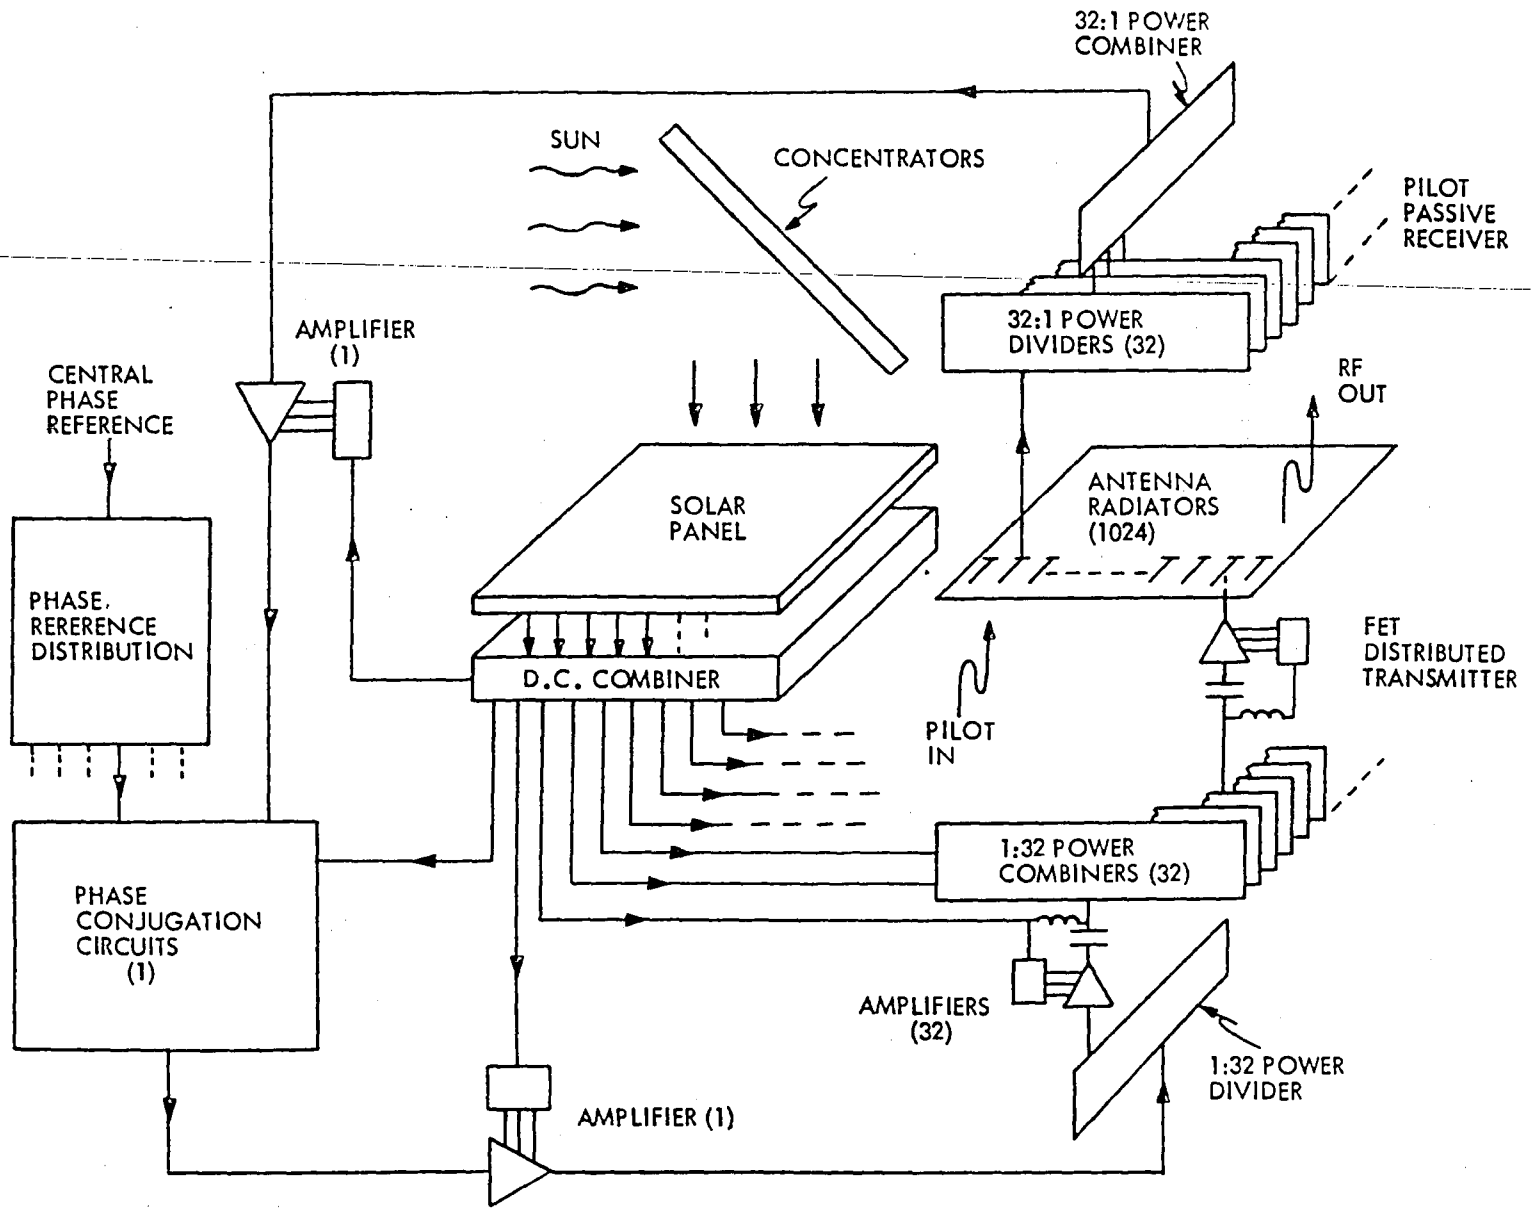 32:1 POWER
COMBINER
SUN
CONCENTRATORS
PILOT
PASSIVE
RECEIVER
32:1 POWER
DIVIDERS (32)
AMPLIFIER
(1)
CENTRAL
PHASE
REFERENCE
RF
OUT
SOLAR
PANEL
ANTENNA
RADIATORS
(1024)
PHASE,
RERERENCE
DISTRIBUTION
D.C. COMBINER
FET
DISTRIBUTED
TRANSMITTER
PILOT
IN
1:32 POWER
COMBINERS (32)
PHASE
CONJUGATION
CIRCUITS
(1)
AMPLIFIERS
(32)
1:32 POWER
DIVIDER
AMPLIFIER (1)